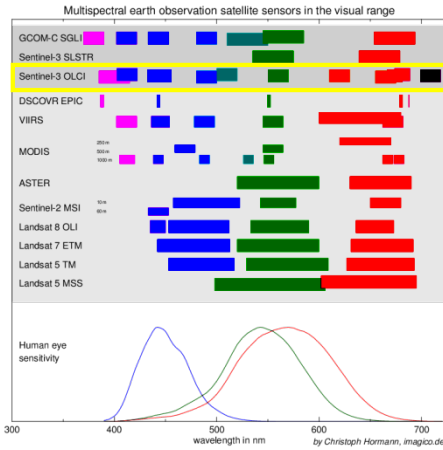 Multispectral earth observation satellite sensors in the visual range
GCOM-C SGLI
Sentinel-3 SLSTR
Sentinel-3 OLCI
DSCOVR EPIC
VIIRS
MODIS
250 m
500 m
1000 m
ASTER
Sentinel-2 MSI
10 m
60 m
Landsat 8 OLI
Landsat 7 ETM
Landsat 5 TM
Landsat 5 MSS
Human eye
sensitivity
300 400 500 600 700
wavelength in nm
by Christoph Hormann, imagico.de